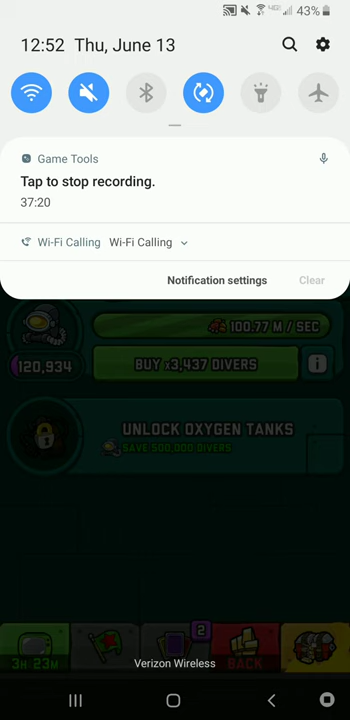 43%
12:52 Thu, June 13
Game Tools
Tap to stop recording.
37:20
Wi-Fi Calling Wi-Fi Calling
Notification settings Clear
100.77 M / SEC
120,934
BUY x3,437 DIVERS
i
UNLOCK OXYGEN TANKS
SAVE 500,000 DIVERS
2
3H 23M
BACK
Verizon Wireless